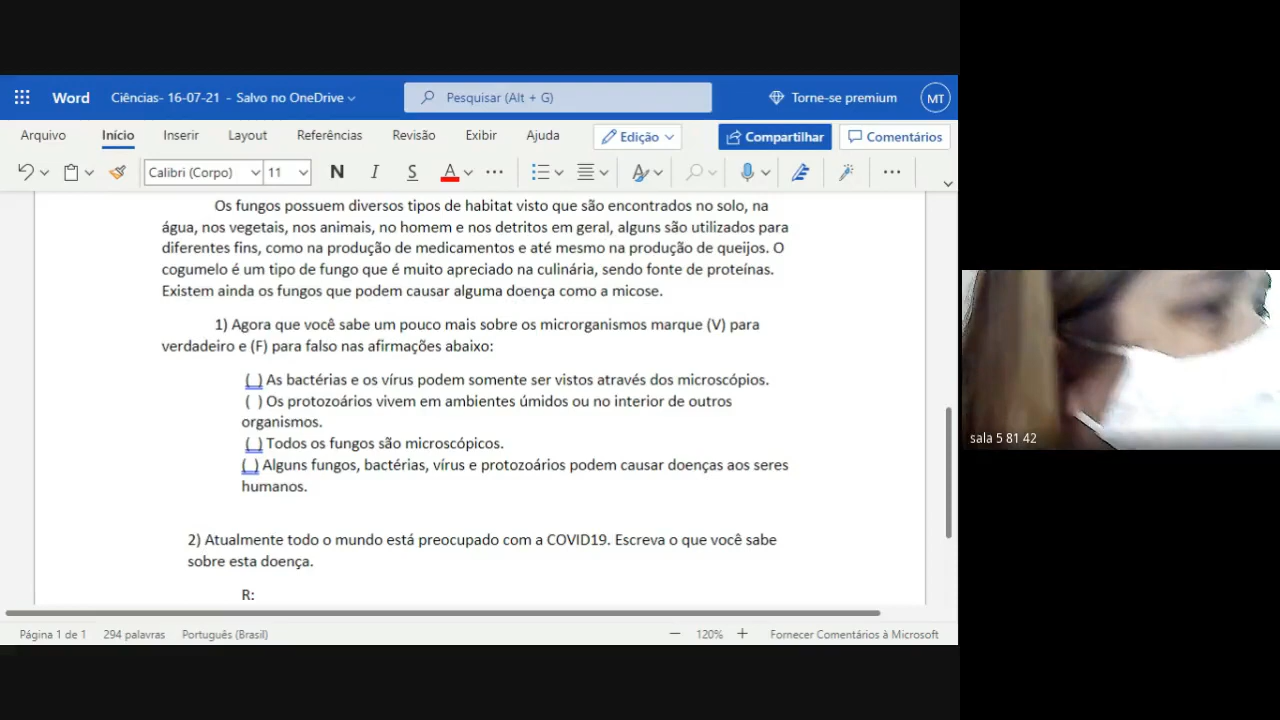 Word Ciências- 16-07-21 - Salvo no OneDrive Pesquisar (Alt + G) Torne-se premium MT
Arquivo Início Inserir Layout Referências Revisão Exibir Ajuda Edição Compartilhar Comentários
Calibri (Corpo) 11 N I S A A
Os fungos possuem diversos tipos de habitat visto que são encontrados no solo, na
água, nos vegetais, nos animais, no homem e nos detritos em geral, alguns são utilizados para
diferentes fins, como na produção de medicamentos e até mesmo na produção de queijos. O
cogumelo é um tipo de fungo que é muito apreciado na culinária, sendo fonte de proteínas.
Existem ainda os fungos que podem causar alguma doença como a micose.
1) Agora que você sabe um pouco mais sobre os microrganismos marque (V) para
verdadeiro e (F) para falso nas afirmações abaixo:
( ) As bactérias e os vírus podem somente ser vistos através dos microscópios.
( ) Os protozoários vivem em ambientes úmidos ou no interior de outros
organismos.
( ) Todos os fungos são microscópicos.
( ) Alguns fungos, bactérias, vírus e protozoários podem causar doenças aos seres
humanos.
2) Atualmente todo o mundo está preocupado com a COVID19. Escreva o que você sabe
sobre esta doença.
R:
Página 1 de 1 294 palavras Português (Brasil) 120% Fornecer Comentários à Microsoft
sala 5 81 42